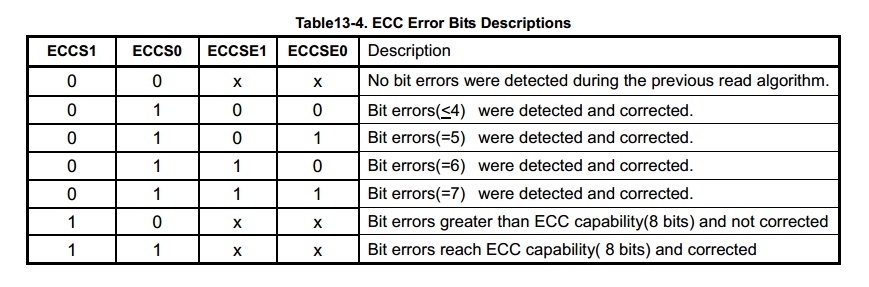 Table13-4. ECC Error Bits Descriptions
ECCS1 ECCS0 ECCSE1 ECCSE0 Description
0 0 x x No bit errors were detected during the previous read algorithm.
0 1 0 0 Bit errors(≤4) were detected and corrected.
0 1 0 1 Bit errors(=5) were detected and corrected.
0 1 1 0 Bit errors(=6) were detected and corrected.
0 1 1 1 Bit errors(=7) were detected and corrected.
1 0 x x Bit errors greater than ECC capability(8 bits) and not corrected
1 1 x x Bit errors reach ECC capability( 8 bits) and corrected